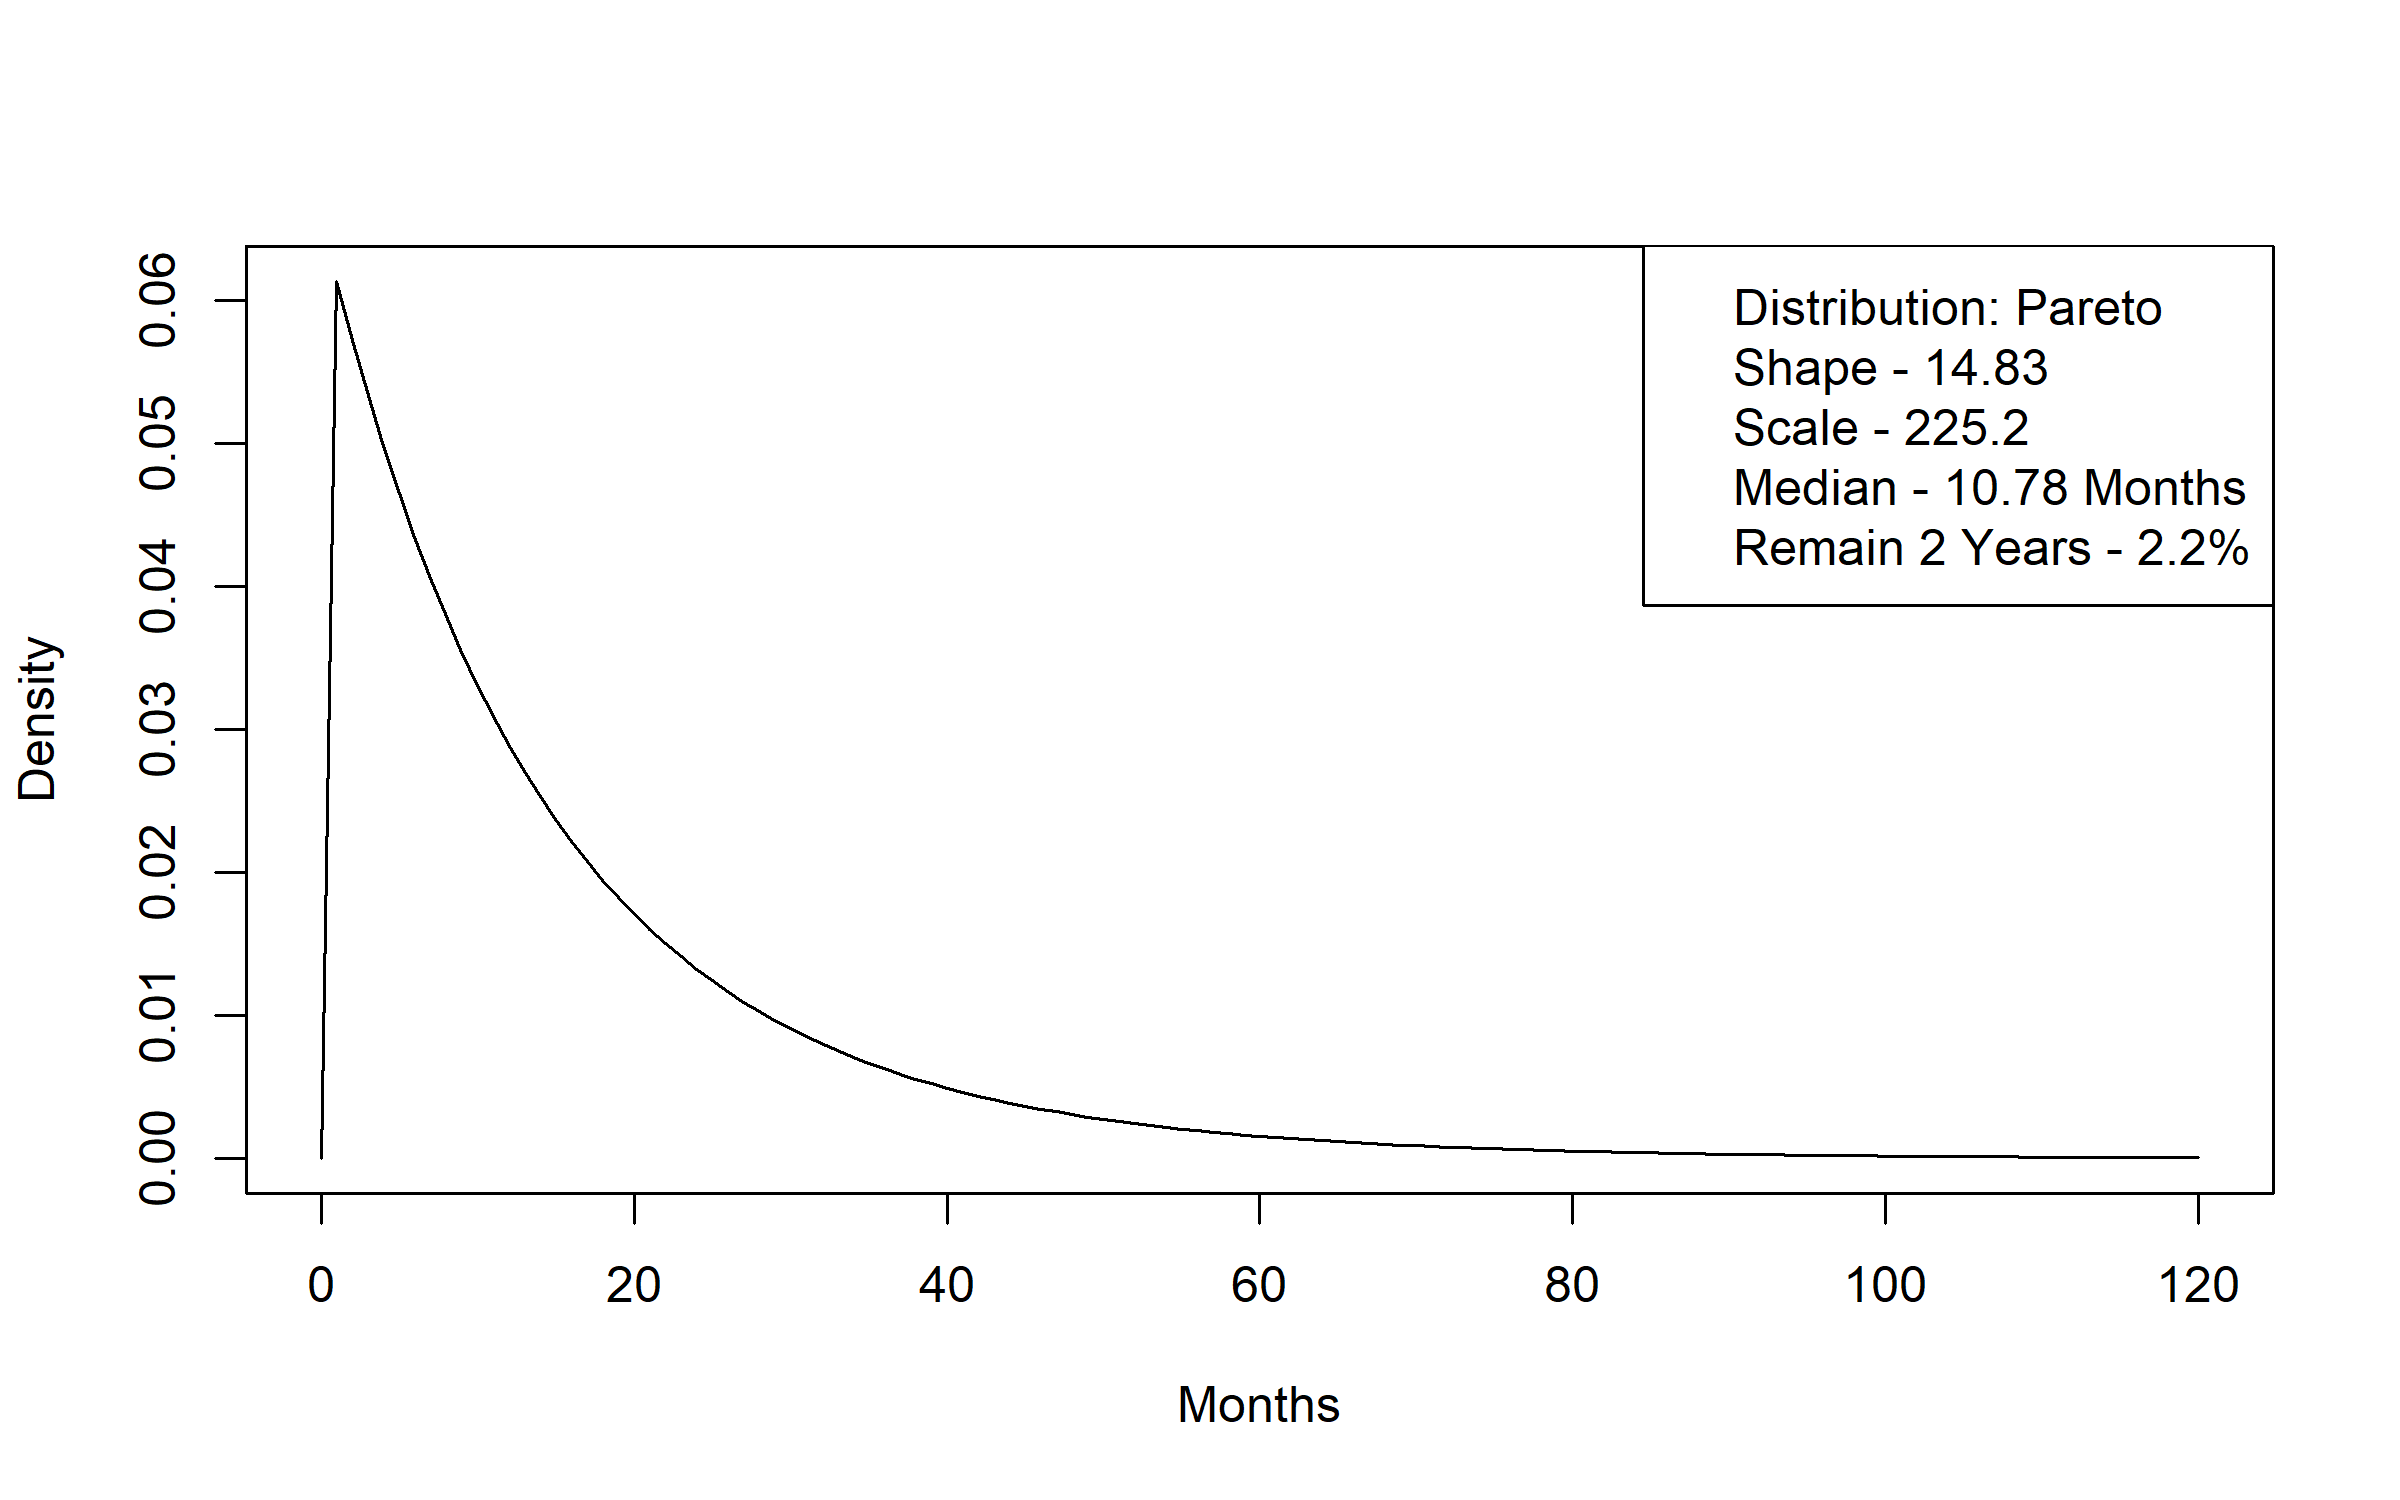 Distribution: Pareto
Shape - 14.83
Scale - 225.2
Median - 10.78 Months
Remain 2 Years - 2.2%
Density
0.06
0.05
0.04
0.03
0.02
0.01
0.00
0 20 40 60 80 100 120
Months